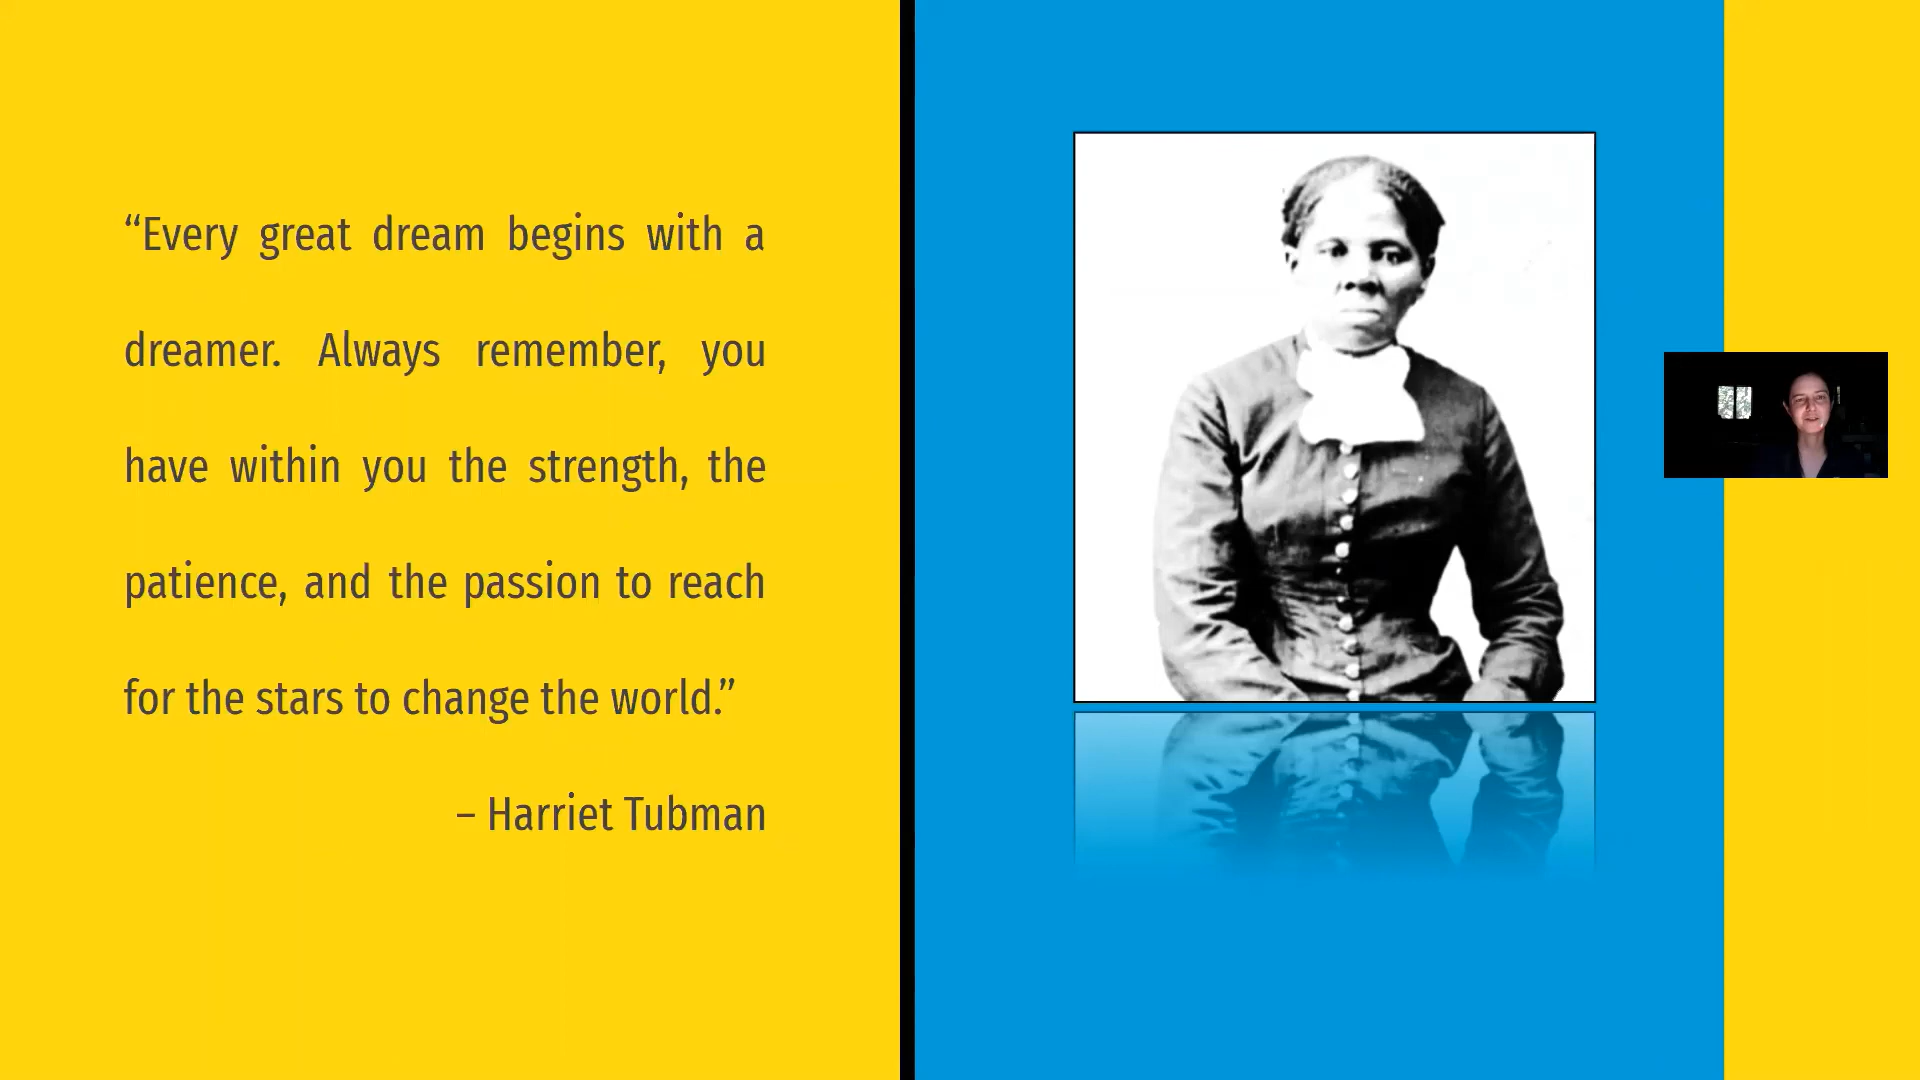 “Every great dream begins with a
dreamer. Always remember, you
have within you the strength, the
patience, and the passion to reach
for the stars to change the world.”
– Harriet Tubman